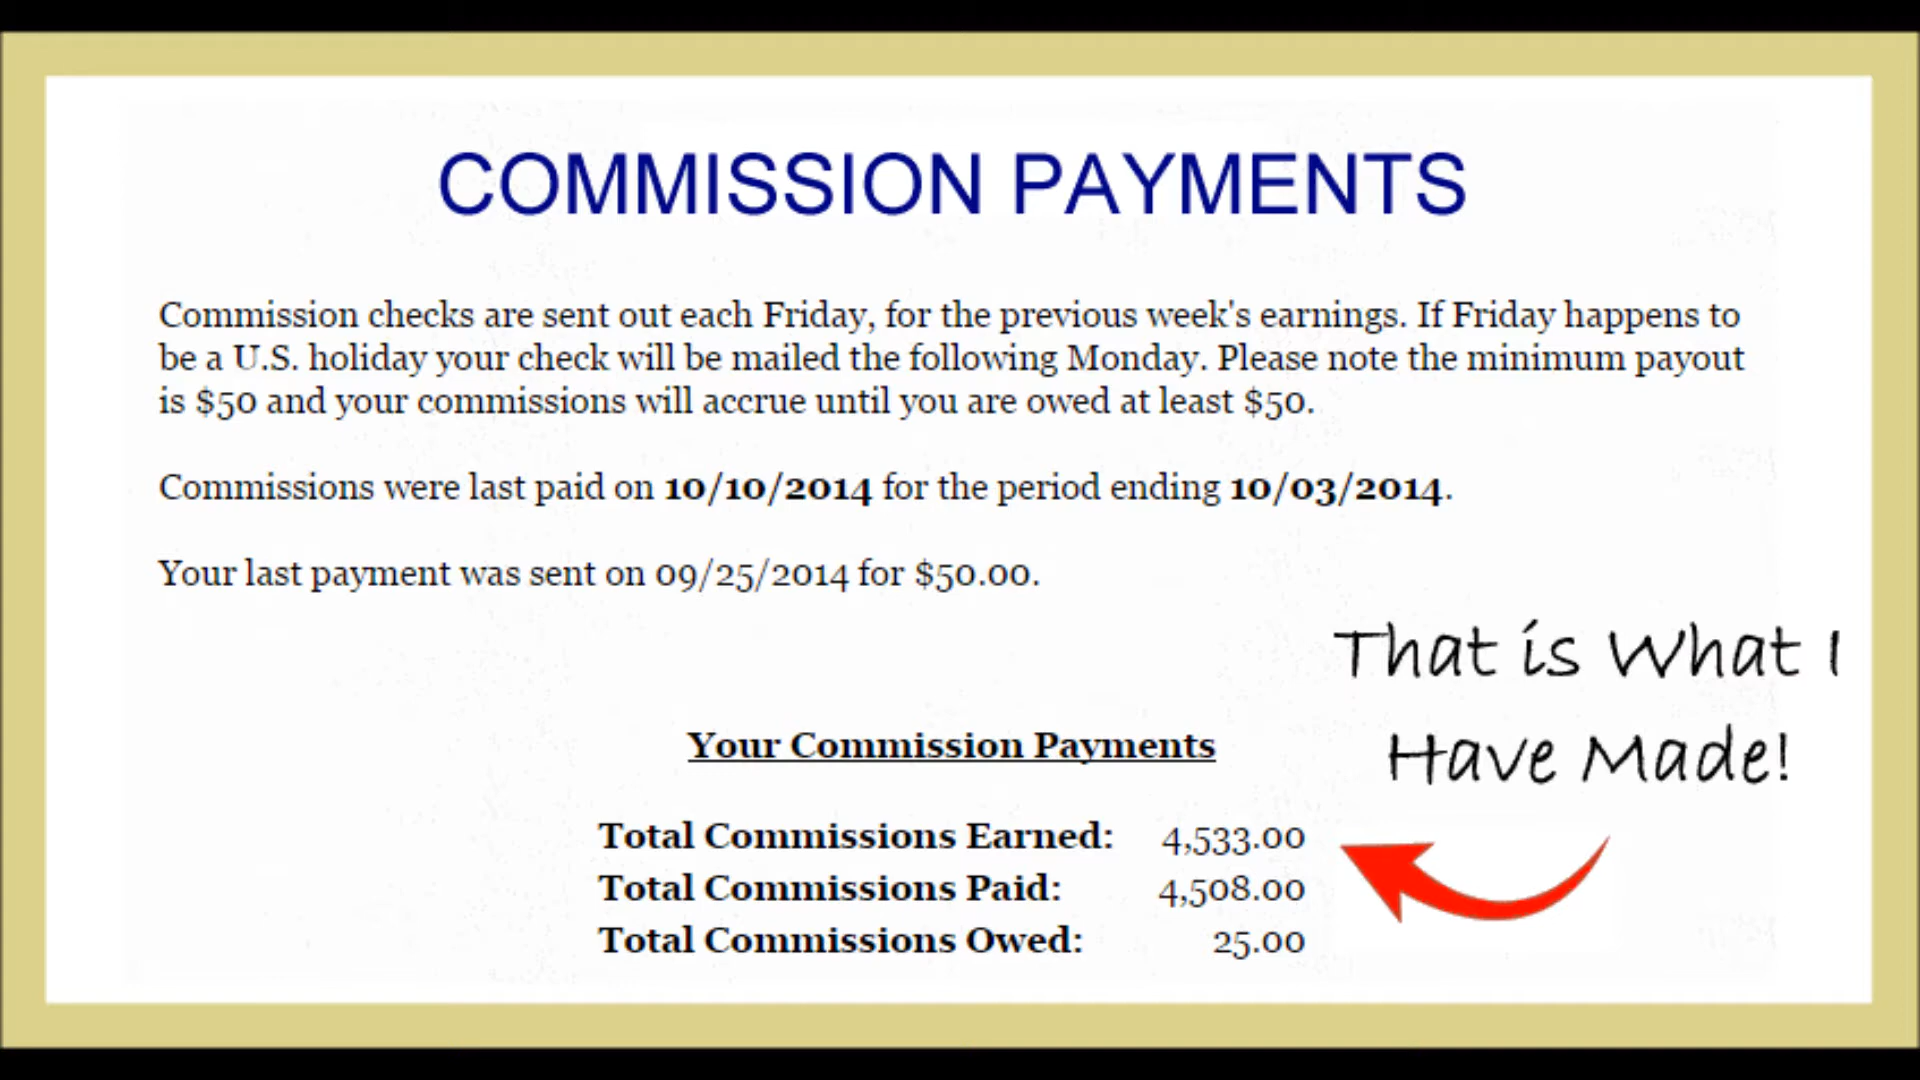 COMMISSION PAYMENTS
Commission checks are sent out each Friday, for the previous week's earnings. If Friday happens to
be a U.S. holiday your check will be mailed the following Monday. Please note the minimum payout
is $50 and your commissions will accrue until you are owed at least $50.
Commissions were last paid on 10/10/2014 for the period ending 10/03/2014.
Your last payment was sent on 09/25/2014 for $50.00.
That is What I
Have Made!
Your Commission Payments
Total Commissions Earned: 4,533.00
Total Commissions Paid: 4,508.00
Total Commissions Owed: 25.00